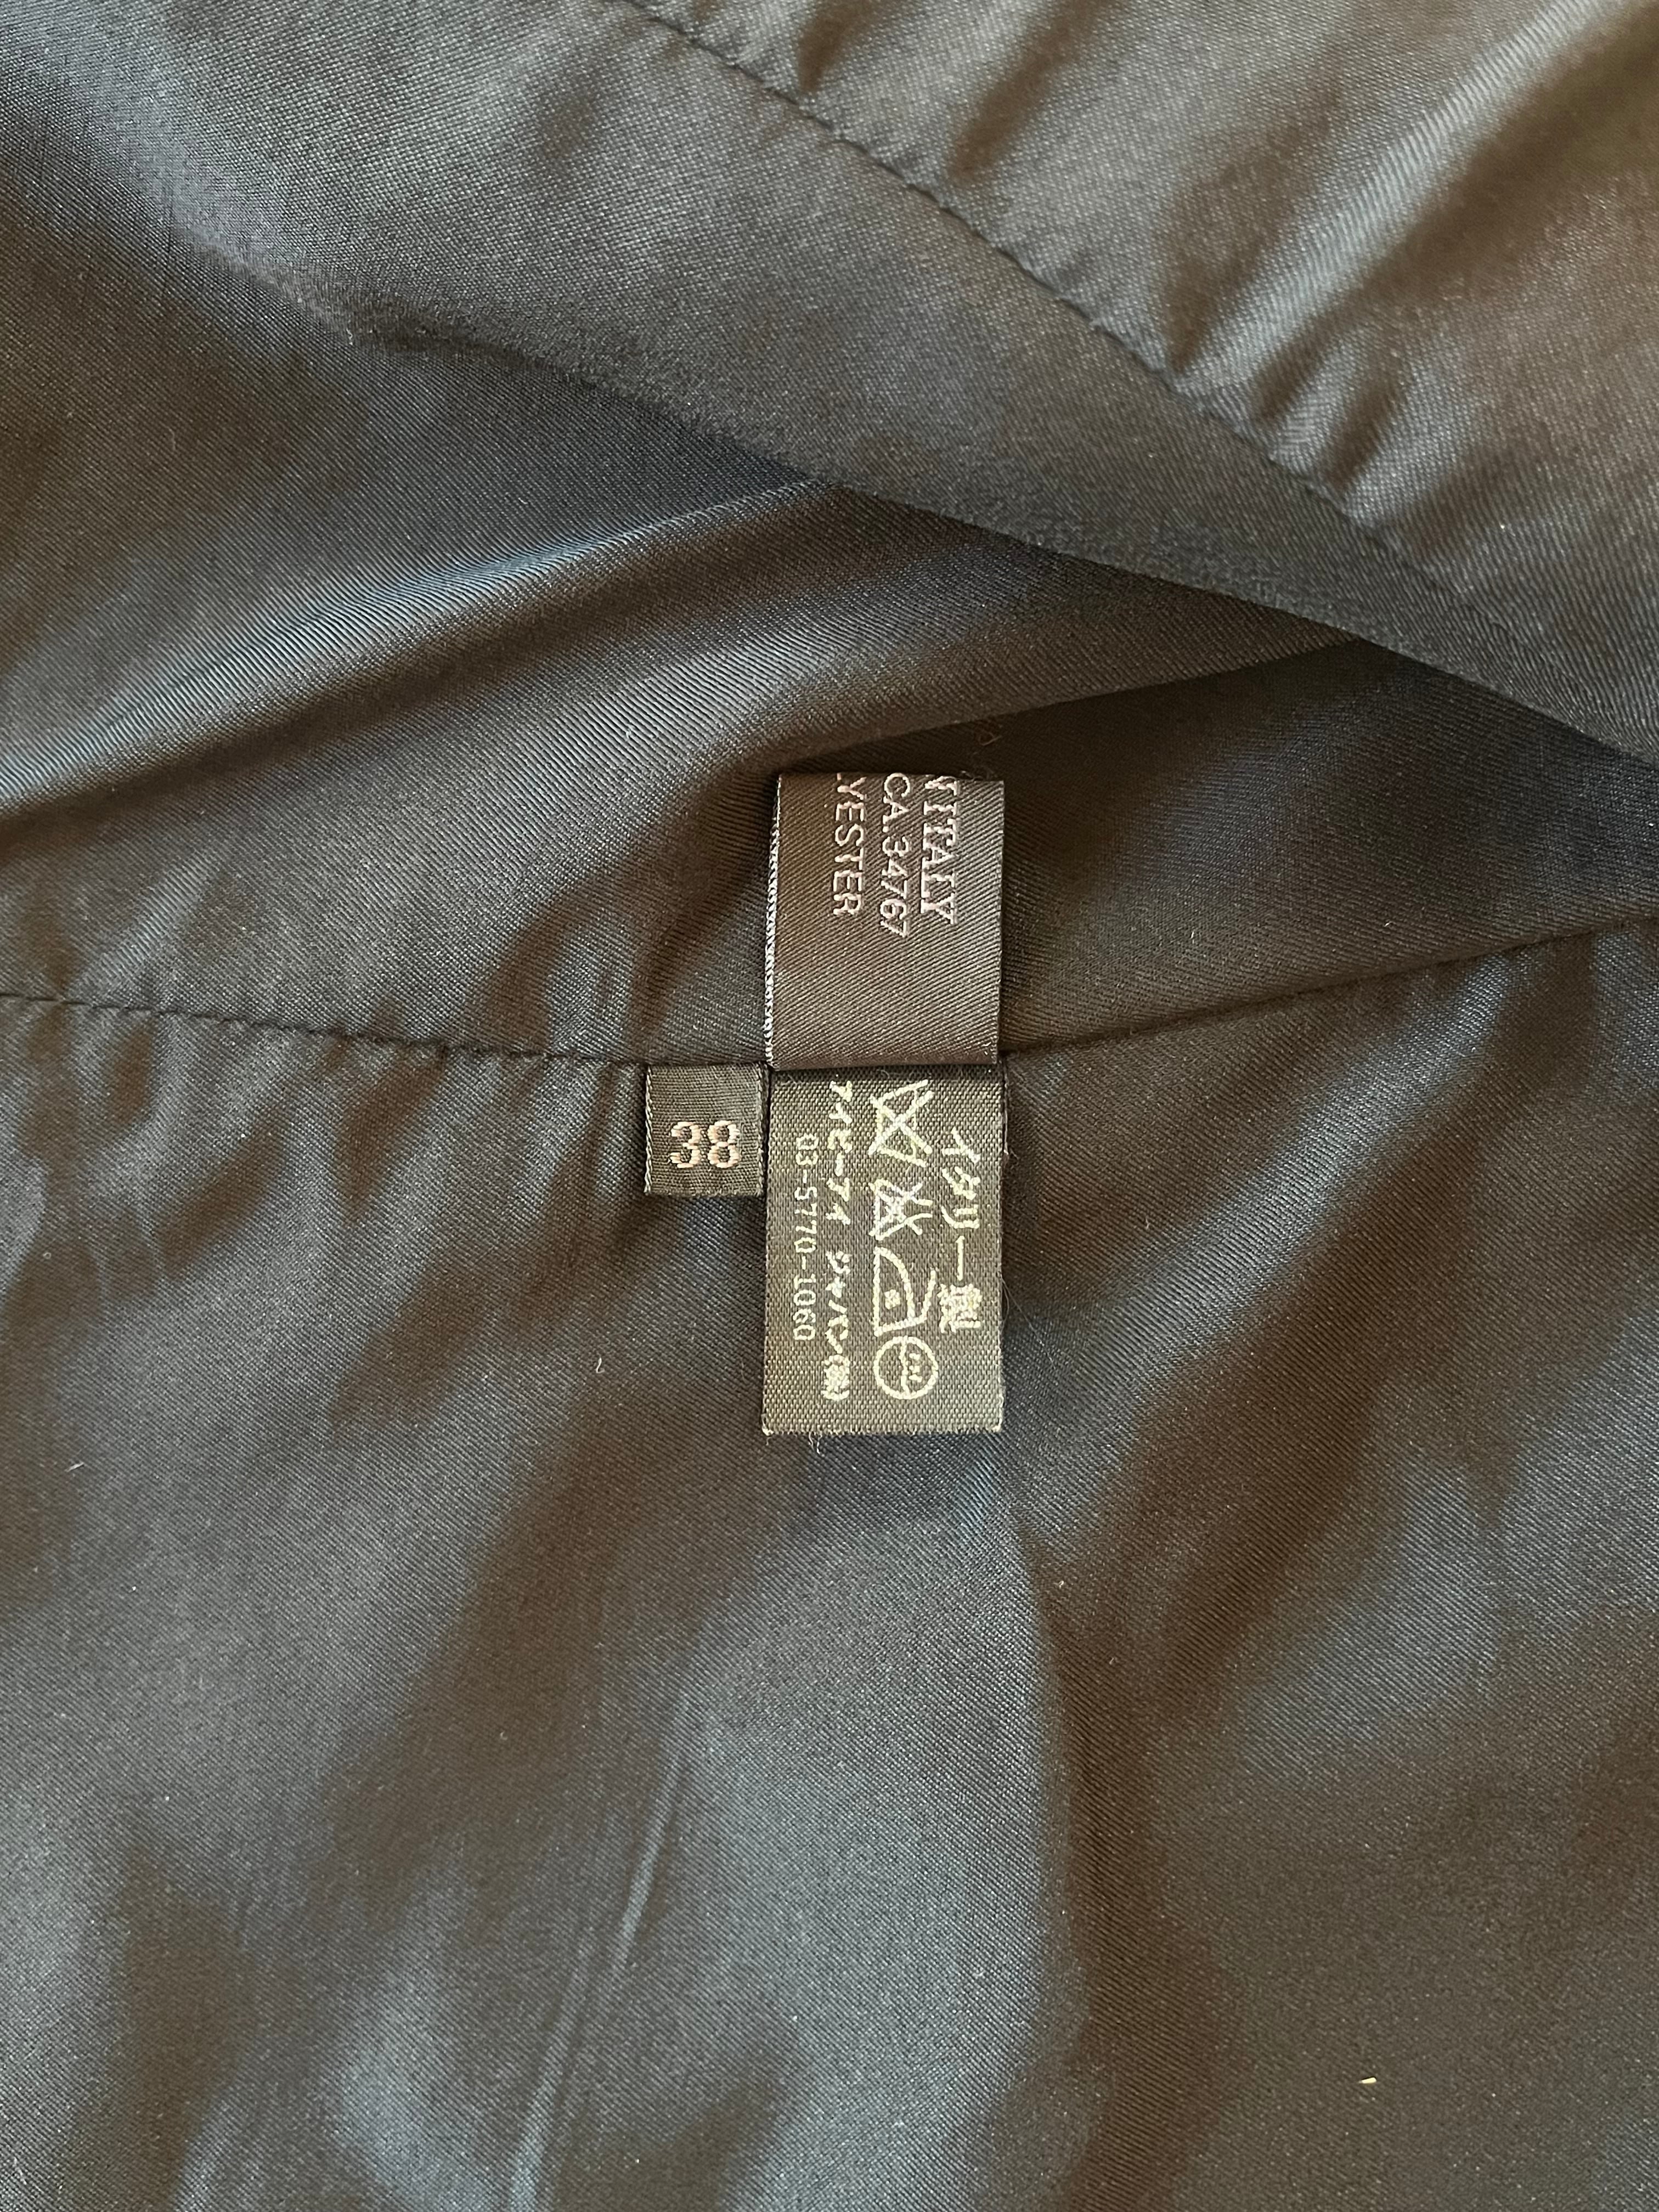 N ITALY
CA.34767
LYESTER
38
イタリー製
アイピーアイ ジャパン(株)
03-5770-1060